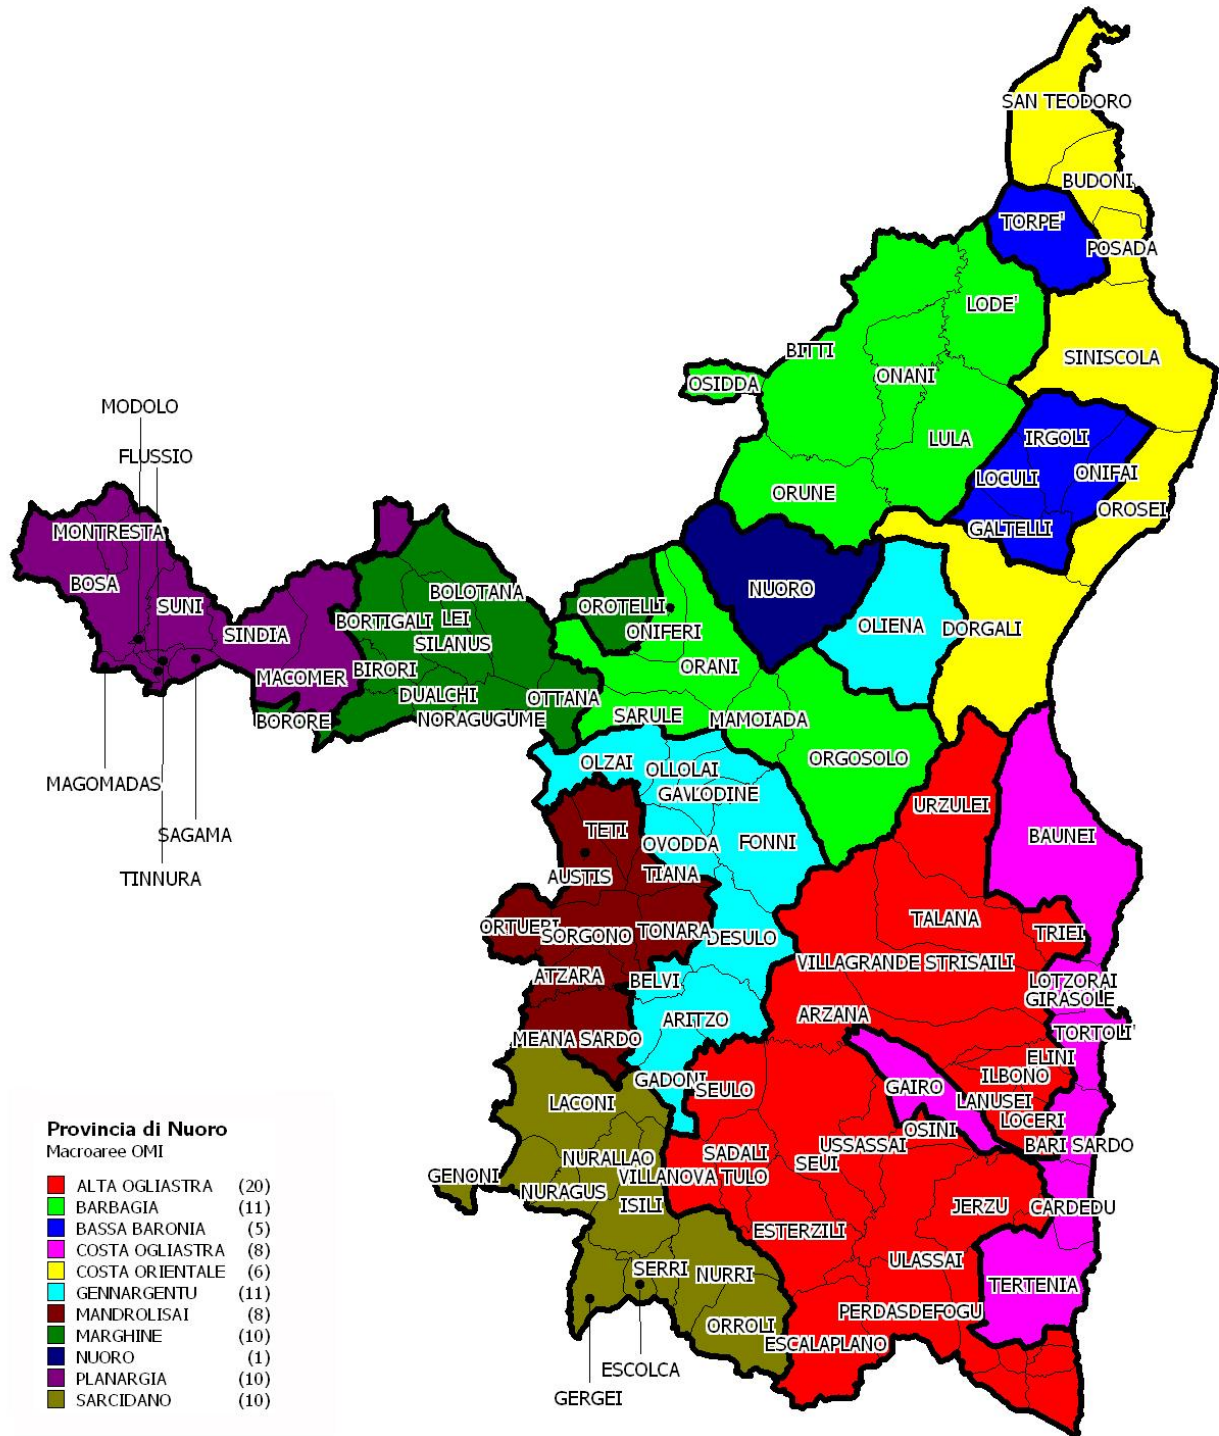 SAN TEODORO
BUDONI
TORPE'
POSADA
LODE'
BITTI
SINISCOLA
ONANI
OSIDDA
MODOLO
LULA
IRGOLI
FLUSSIO
LOCULI
ONIFAI
ORUNE
OROSEI
MONTRESTA
GALTELLI
BOSA
BOLOTANA
NUORO
SUNI
OROTELLI
BORTIGALI
LEI
OLIENA
DORGALI
SINDIA
ONIFERI
SILANUS
ORANI
BIRORI
MACOMER
DUALCHI
OTTANA
BORORE
NORAGUGUME
SARULE
MAMOIADA
ORGOSOLO
OLZAI
OLLOLAI
MAGOMADAS
GAVLODINE
URZULEI
SAGAMA
TETI
BAUNEI
OVODDA
FONNI
TINNURA
AUSTIS
TIANA
TALANA
ORTUERI
SORGONO
TONARA
DESULO
TRIEI
VILLAGRANDE STRISAILI
ATZARA
BELVI
LOTZORAI
GIRASOLE
ARITZO
ARZANA
TORTOLI'
MEANA SARDO
ELINI
GADONI
SEULO
GAIRO
ILBONO
LACONI
LANUSEI
LOCERI
OSINI
USSASSAI
BARI SARDO
SADALI
NURALLAO
SEUI
GENONI
VILLANOVA TULO
NURAGUS
ISILI
JERZU
CARDEDU
ESTERZILI
ULASSAI
SERRI
NURRI
TERTENIA
PERDASDEFOGU
ORROLI
ESCALAPLANO
ESCOLCA
GERGEI
Provincia di Nuoro
Macroaree OMI
ALTA OGLIASTRA (20)
BARBAGIA (11)
BASSA BARONIA (5)
COSTA OGLIASTRA (8)
COSTA ORIENTALE (6)
GENNARGENTU (11)
MANDROLISAI (8)
MARGHINE (10)
NUORO (1)
PLANARGIA (10)
SARCIDANO (10)